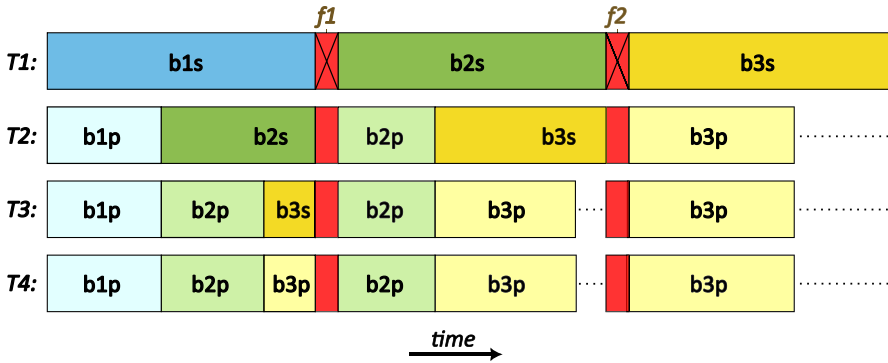 f1 f2
T1: b1s b2s b3s
T2: b1p b2s b2p b3s b3p
T3: b1p b2p b3s b2p b3p b3p
T4: b1p b2p b3p b2p b3p b3p
time